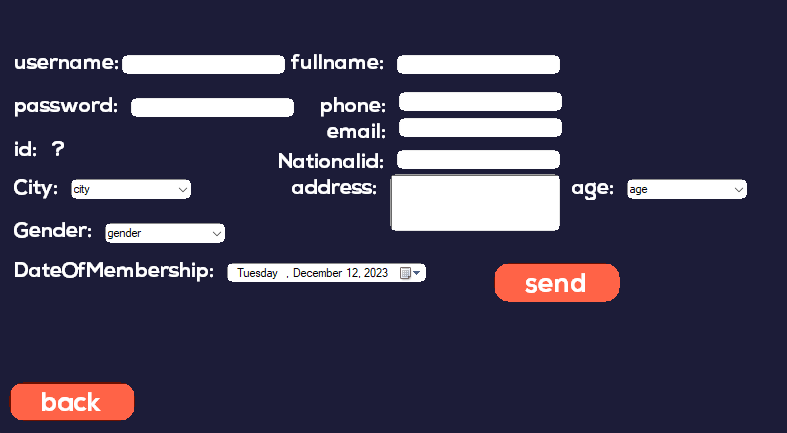 username: fullname:
password: phone:
email:
id: ?
Nationalid:
City: city address: age: age
Gender: gender
DateOfMembership: Tuesday , December 12, 2023
send
back